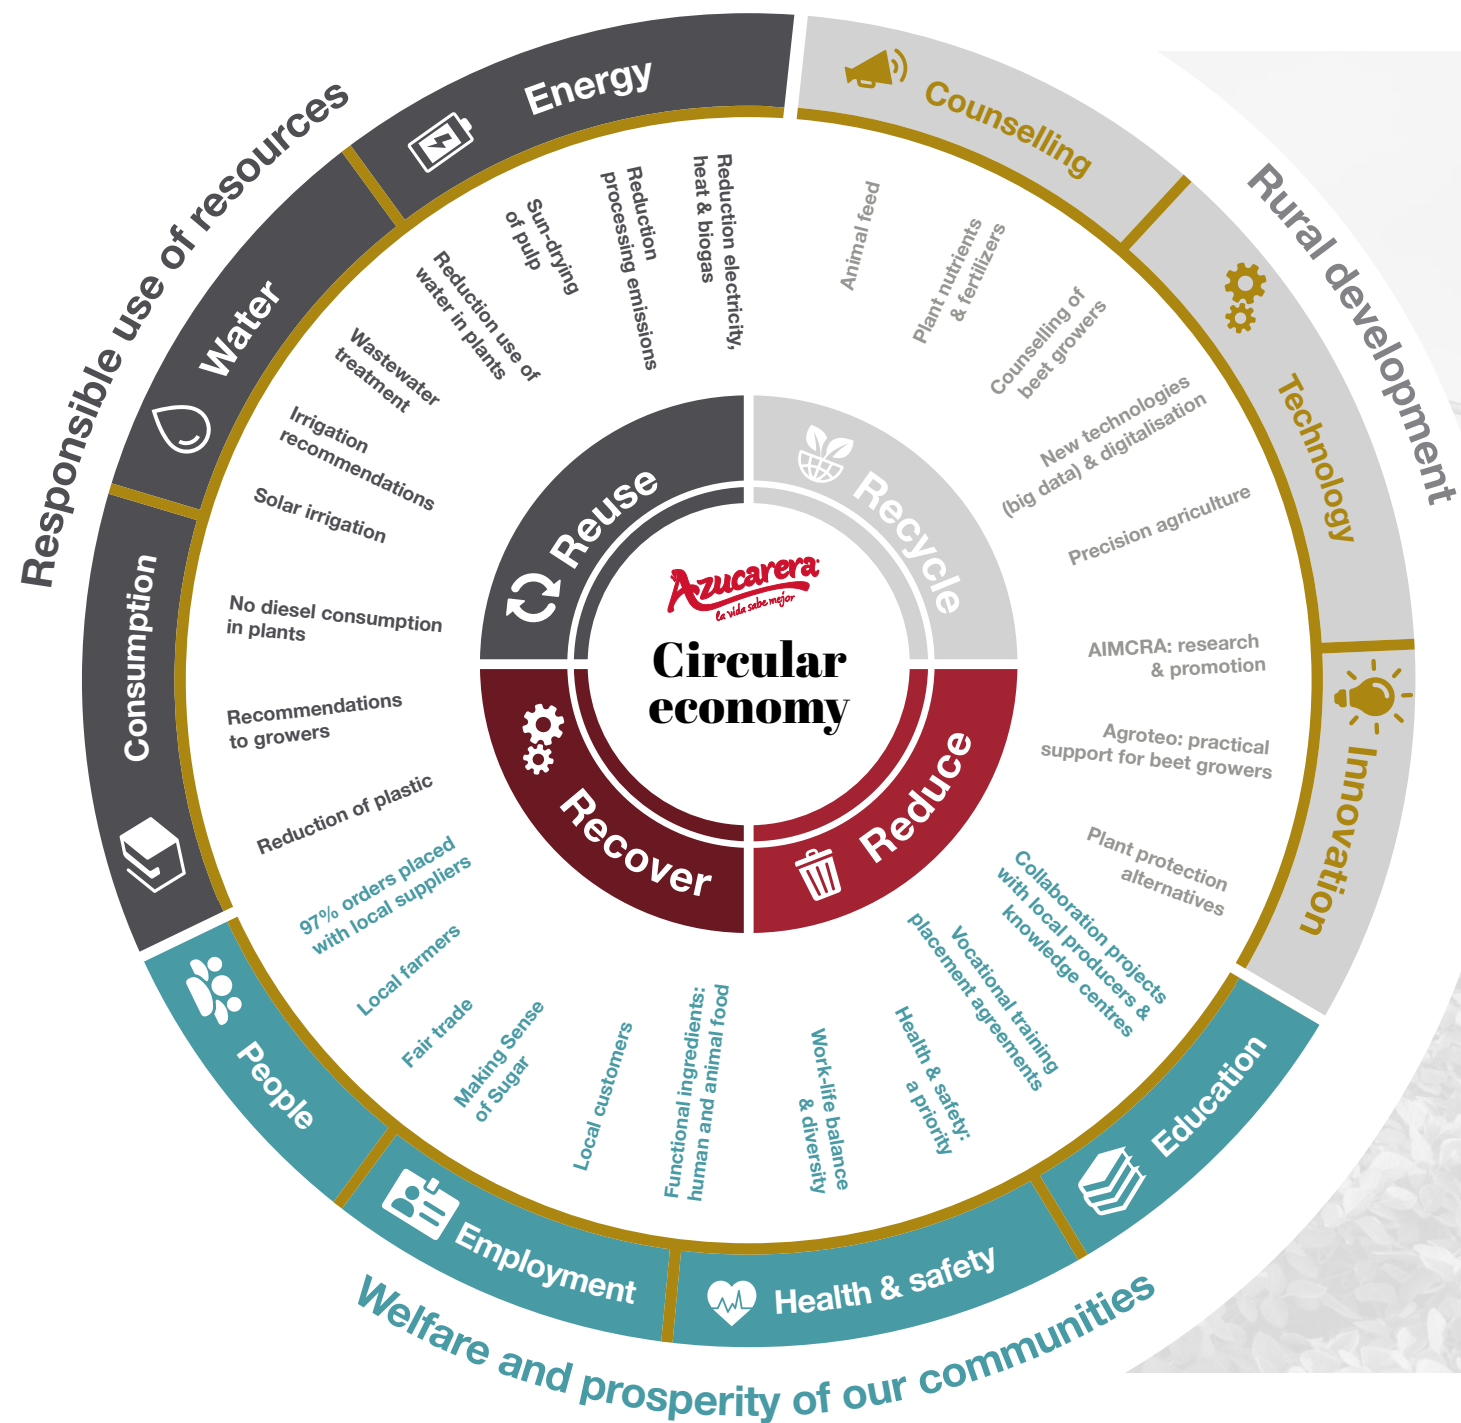 Responsible use of resources
Energy
Water
Consumption
Reduction electricity,
heat & biogas
Reduction
processing emissions
Sun-drying
of pulp
Reduction use of
water in plants
Wastewater
treatment
Irrigation
recommendations
Solar irrigation
No diesel consumption
in plants
Recommendations
to growers
Reduction of plastic
Rural development
Counselling
Technology
Innovation
Animal feed
Plant nutrients
& fertilizers
Counselling of
beet growers
New technologies
(big data) & digitalisation
Precision agriculture
AIMCRA: research
& promotion
Agroteo: practical
support for beet growers
Plant protection
alternatives
Reuse
Recycle
Reduce
Recover
Azucarera
la vida sabe mejor
Circular
economy
Welfare and prosperity of our communities
People
Employment
Health & safety
Education
97% orders placed
with local suppliers
Local farmers
Fair trade
Making Sense
of Sugar
Local customers
Functional ingredients:
human and animal food
Work-life balance
& diversity
Health & safety:
a priority
Vocational training
placement agreements
Collaboration projects
with local producers &
knowledge centres